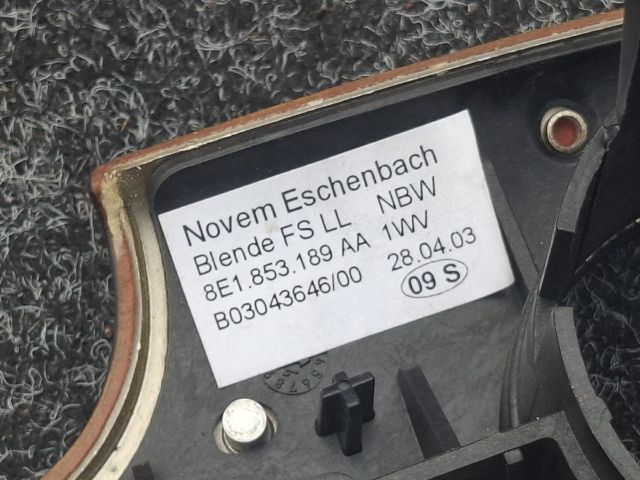 Novem Eschenbach
Blende FS LL NBW
8E1.853.189 AA 1WV
B03043646/00 28.04.03
09 S